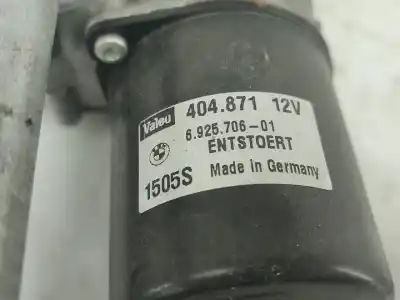 Valeo 404.871 12V
6.925.706-01
ENTSTOERT
1505S Made in Germany